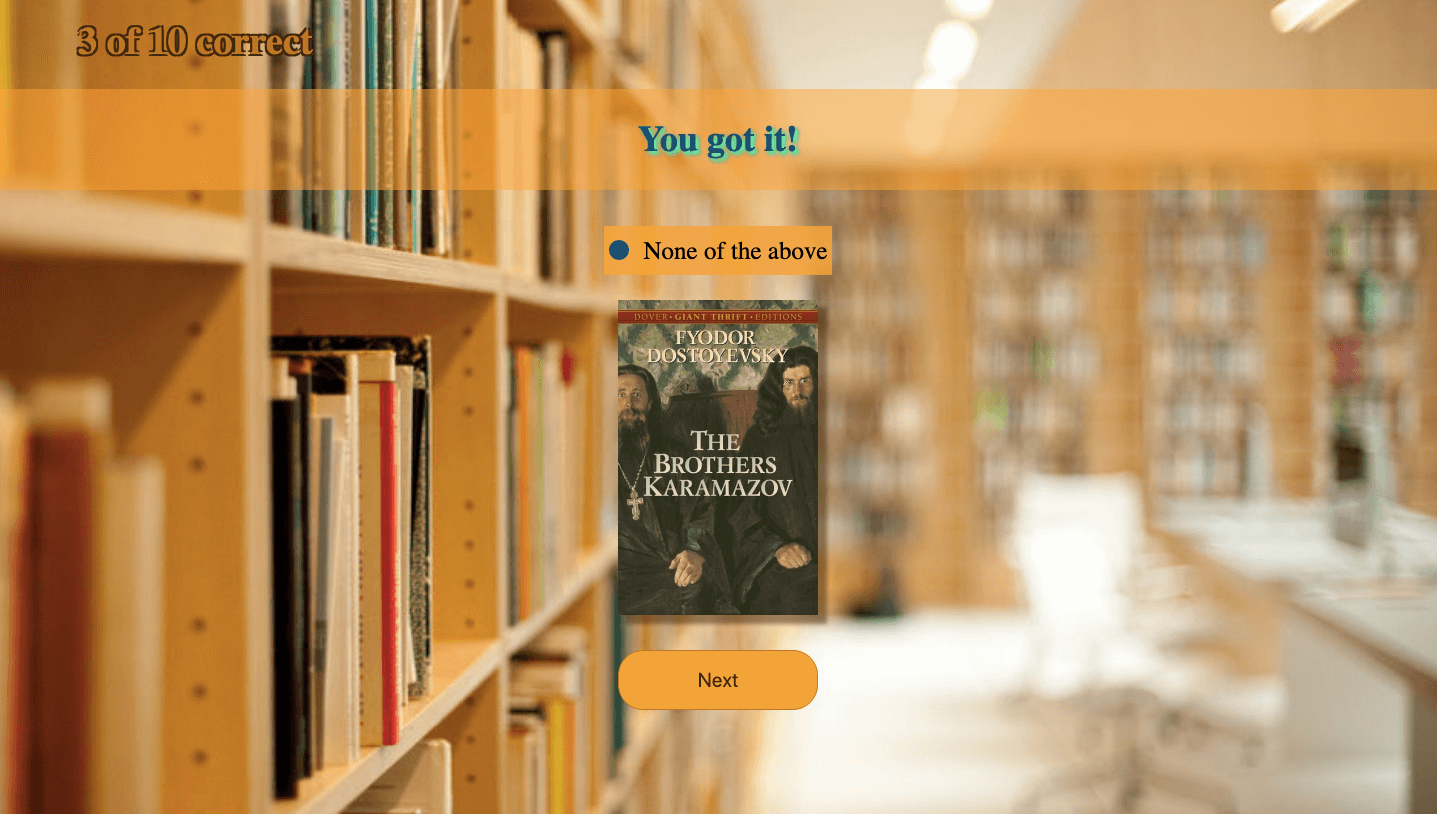 3 of 10 correct
You got it!
None of the above
DOVER • GIANT THRIFT • EDITIONS
FYODOR
DOSTOYEVSKY
THE
BROTHERS
KARAMAZOV
Next